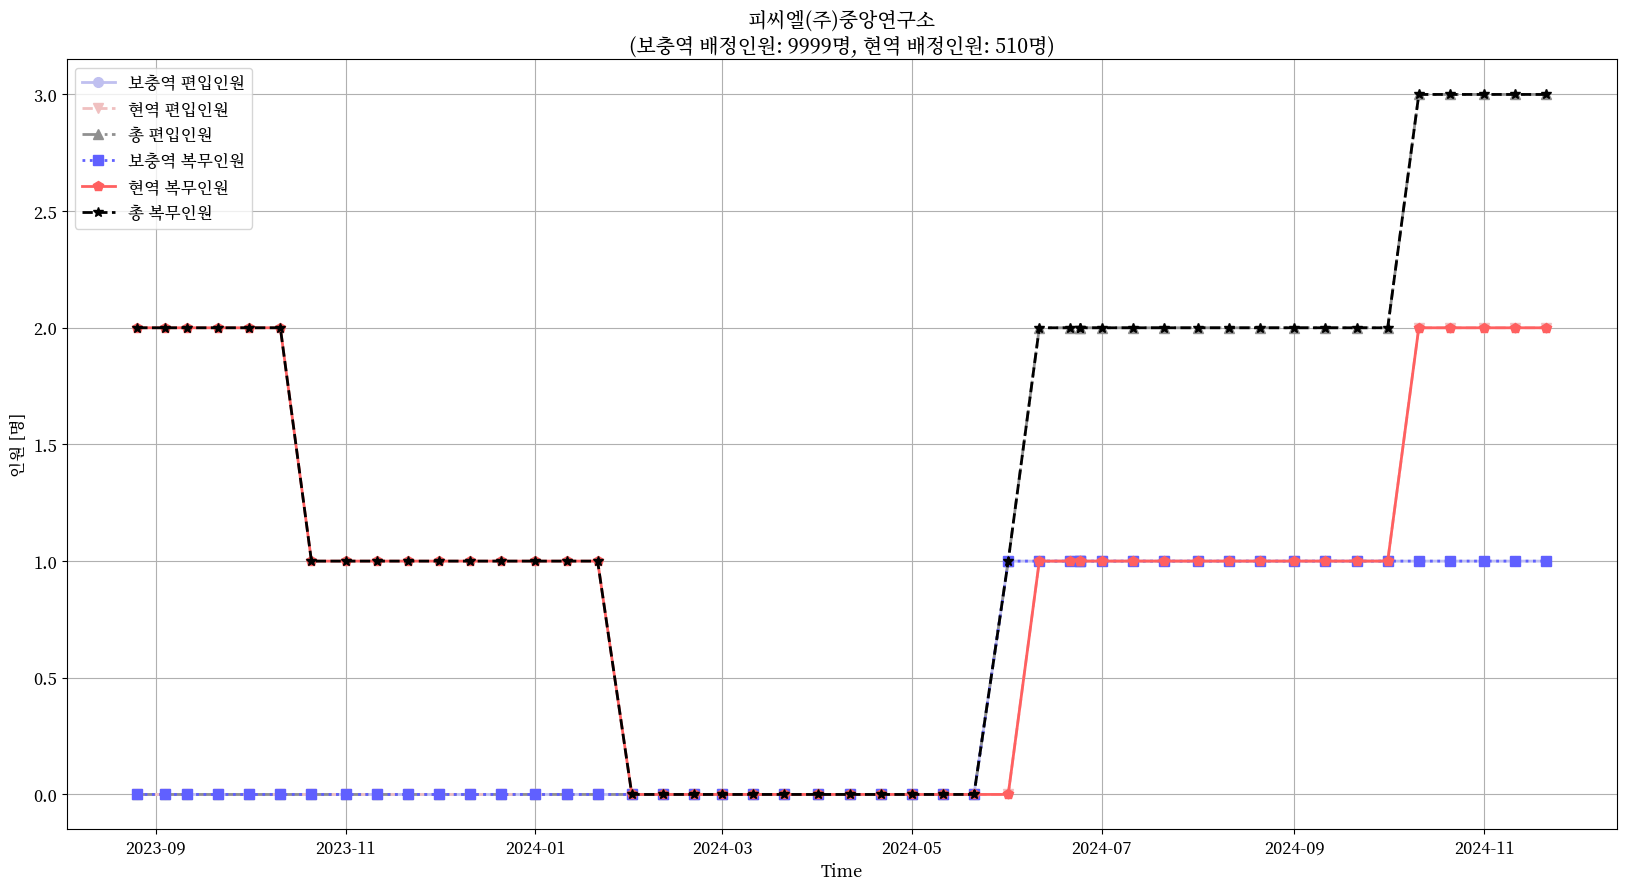 피씨엘(주)중앙연구소
(보충역 배정인원: 9999명, 현역 배정인원: 510명)
보충역 편입인원
현역 편입인원
총 편입인원
보충역 복무인원
현역 복무인원
총 복무인원
3.0
2.5
2.0
1.5
1.0
0.5
0.0
인원 [명]
2023-09 2023-11 2024-01 2024-03 2024-05 2024-07 2024-09 2024-11
Time